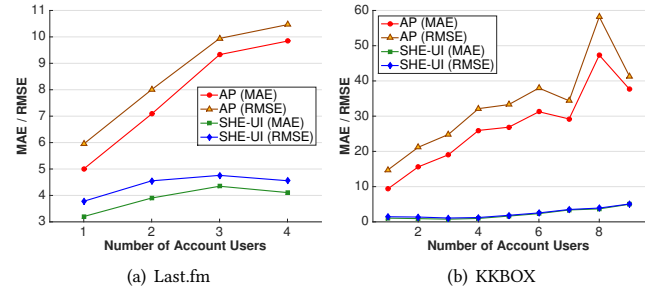 11
10
9
8
7
6
5
4
3
MAE / RMSE
AP (MAE)
AP (RMSE)
SHE-UI (MAE)
SHE-UI (RMSE)
1 2 3 4
Number of Account Users
(a) Last.fm
60
50
40
30
20
10
0
MAE / RMSE
AP (MAE)
AP (RMSE)
SHE-UI (MAE)
SHE-UI (RMSE)
2 4 6 8
Number of Account Users
(b) KKBOX